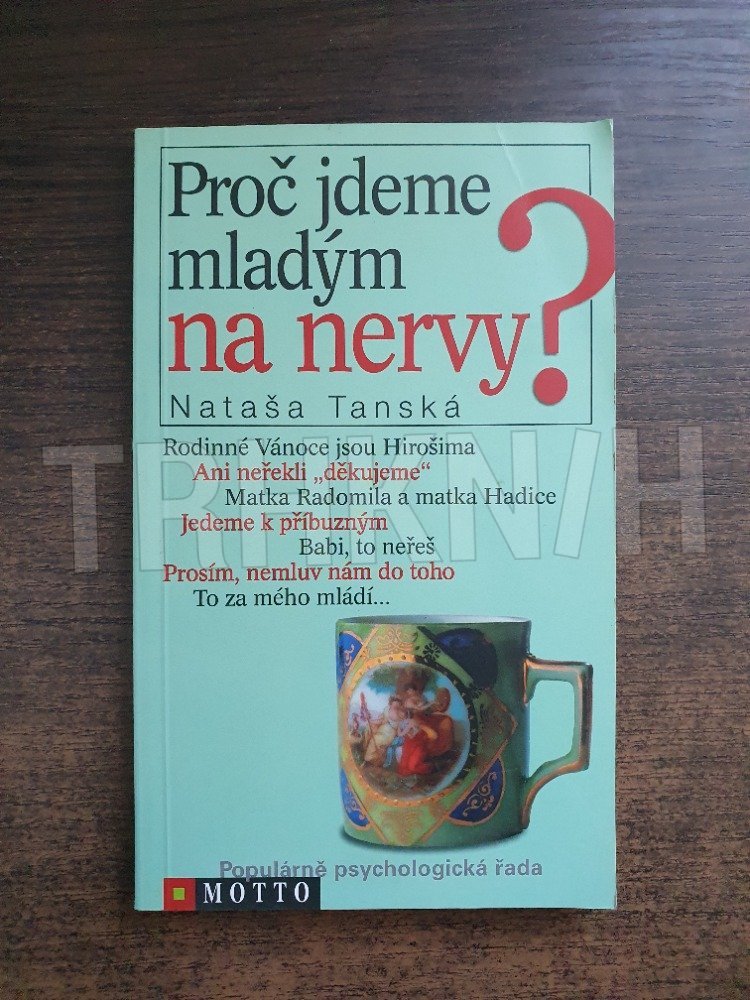 Proč jdeme
mladým
na nervy?
Nataša Tanská
Rodinné Vánoce jsou Hirošima
Ani neřekli „děkujeme“
Matka Radomila a matka Hadice
Jedeme k příbuzným
Babi, to neřeš
Prosím, nemluv nám do toho
To za mého mládí...
Populárně psychologická řada
MOTTO